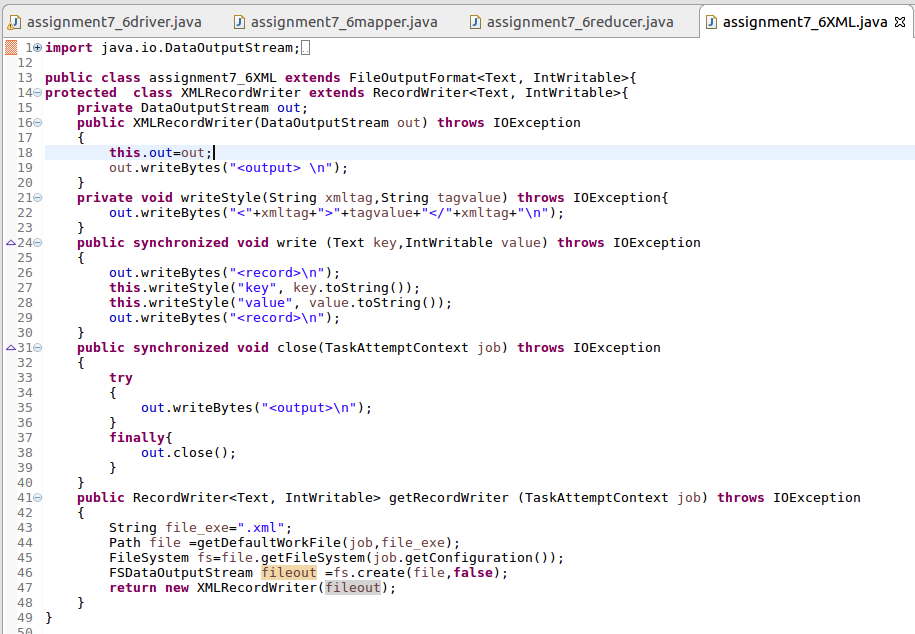 assignment7_6driver.java assignment7_6mapper.java assignment7_6reducer.java assignment7_6XML.java
1 import java.io.DataOutputStream;
12
13 public class assignment7_6XML extends FileOutputFormat<Text, IntWritable>{
14 protected  class XMLRecordWriter extends RecordWriter<Text, IntWritable>{
15     private DataOutputStream out;
16     public XMLRecordWriter(DataOutputStream out) throws IOException
17     {
18         this.out=out;
19         out.writeBytes("<output> \n");
20     }
21     private void writeStyle(String xmltag,String tagvalue) throws IOException{
22         out.writeBytes("<"+xmltag+">"+tagvalue+"</"+xmltag+"\n");
23     }
24     public synchronized void write (Text key,IntWritable value) throws IOException
25     {
26         out.writeBytes("<record>\n");
27         this.writeStyle("key", key.toString());
28         this.writeStyle("value", value.toString());
29         out.writeBytes("<record>\n");
30     }
31     public synchronized void close(TaskAttemptContext job) throws IOException
32     {
33         try
34         {
35             out.writeBytes("<output>\n");
36         }
37         finally{
38             out.close();
39         }
40     }
41     public RecordWriter<Text, IntWritable> getRecordWriter (TaskAttemptContext job) throws IOException
42     {
43         String file_exe=".xml";
44         Path file =getDefaultWorkFile(job,file_exe);
45         FileSystem fs=file.getFileSystem(job.getConfiguration());
46         FSDataOutputStream fileout =fs.create(file,false);
47         return new XMLRecordWriter(fileout);
48     }
49 }
50